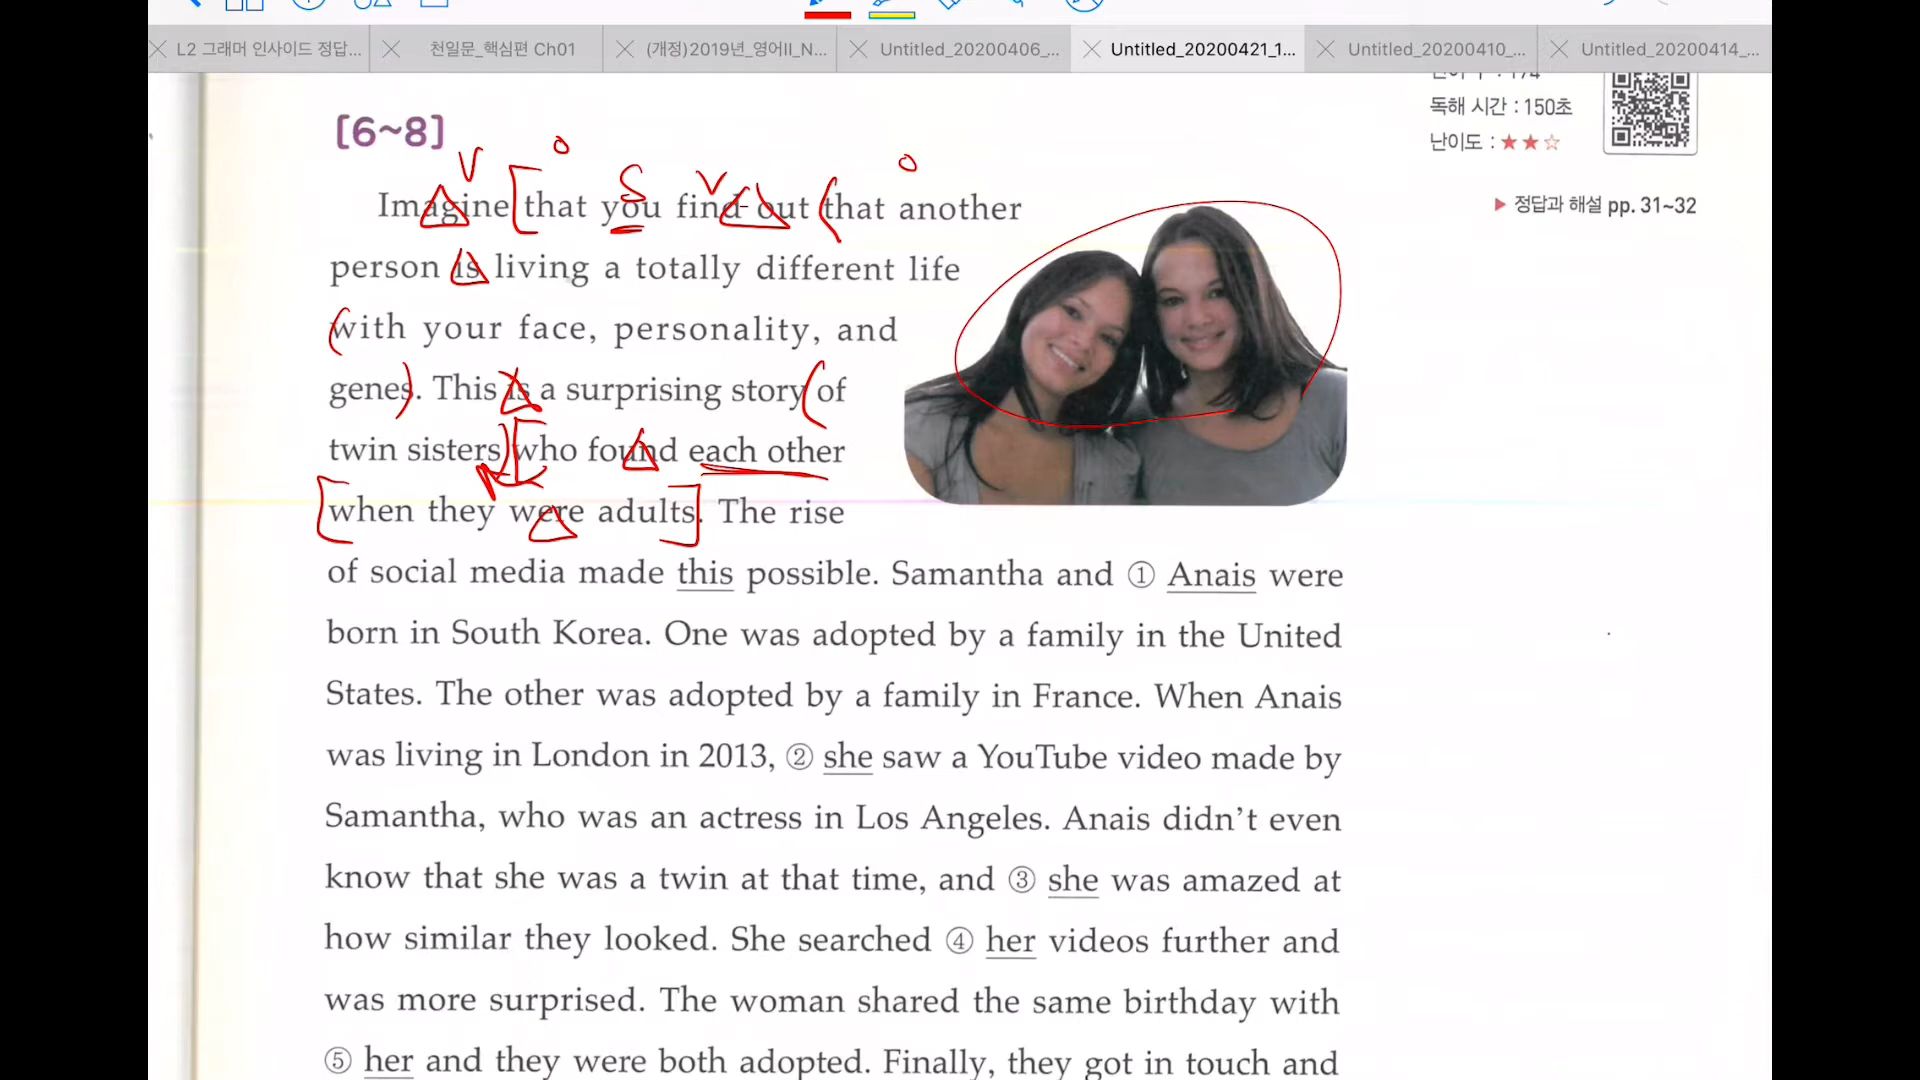 L2 그래머 인사이드 정답...
천일문_핵심편 Ch01
(개정)2019년_영어II_N...
Untitled_20200406_...
Untitled_20200421_1...
Untitled_20200410_...
Untitled_20200414_...
독해 시간 : 150초
난이도 : ★★☆
▶ 정답과 해설 pp. 31~32
[6~8]
V O S V O
Imagine that you find out that another
person is living a totally different life
with your face, personality, and
genes. This is a surprising story of
twin sisters who found each other
when they were adults. The rise
of social media made this possible. Samantha and ① Anais were
born in South Korea. One was adopted by a family in the United
States. The other was adopted by a family in France. When Anais
was living in London in 2013, ② she saw a YouTube video made by
Samantha, who was an actress in Los Angeles. Anais didn't even
know that she was a twin at that time, and ③ she was amazed at
how similar they looked. She searched ④ her videos further and
was more surprised. The woman shared the same birthday with
⑤ her and they were both adopted. Finally, they got in touch and